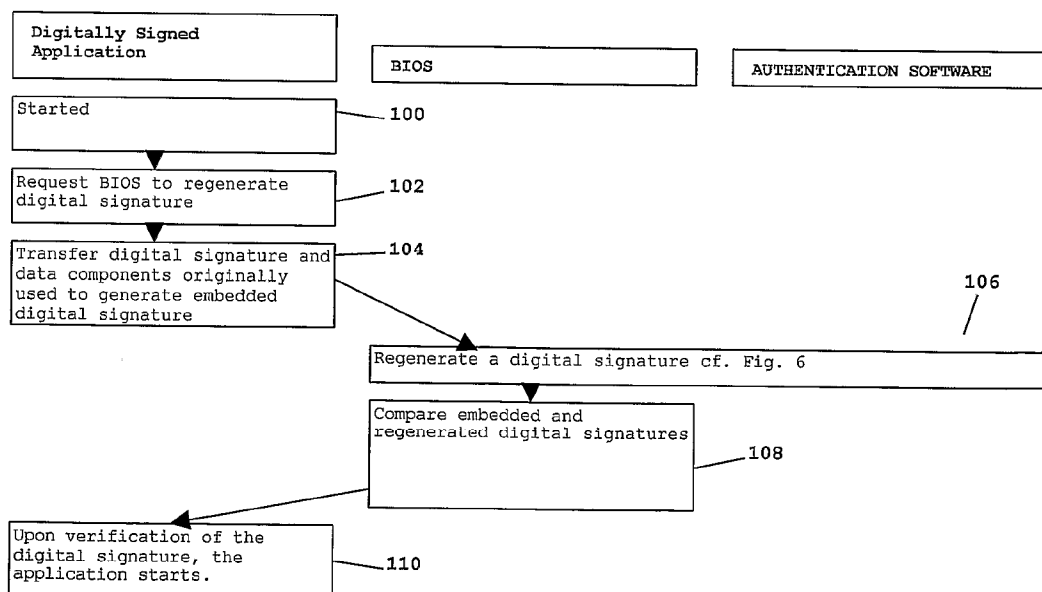 Digitally Signed
Application
BIOS
AUTHENTICATION SOFTWARE
Started
100
Request BIOS to regenerate
digital signature
102
Transfer digital signature and
data components originally
used to generate embedded
digital signature
104
106
Regenerate a digital signature cf. Fig. 6
Compare embedded and
regenerated digital signatures
108
Upon verification of the
digital signature, the
application starts.
110